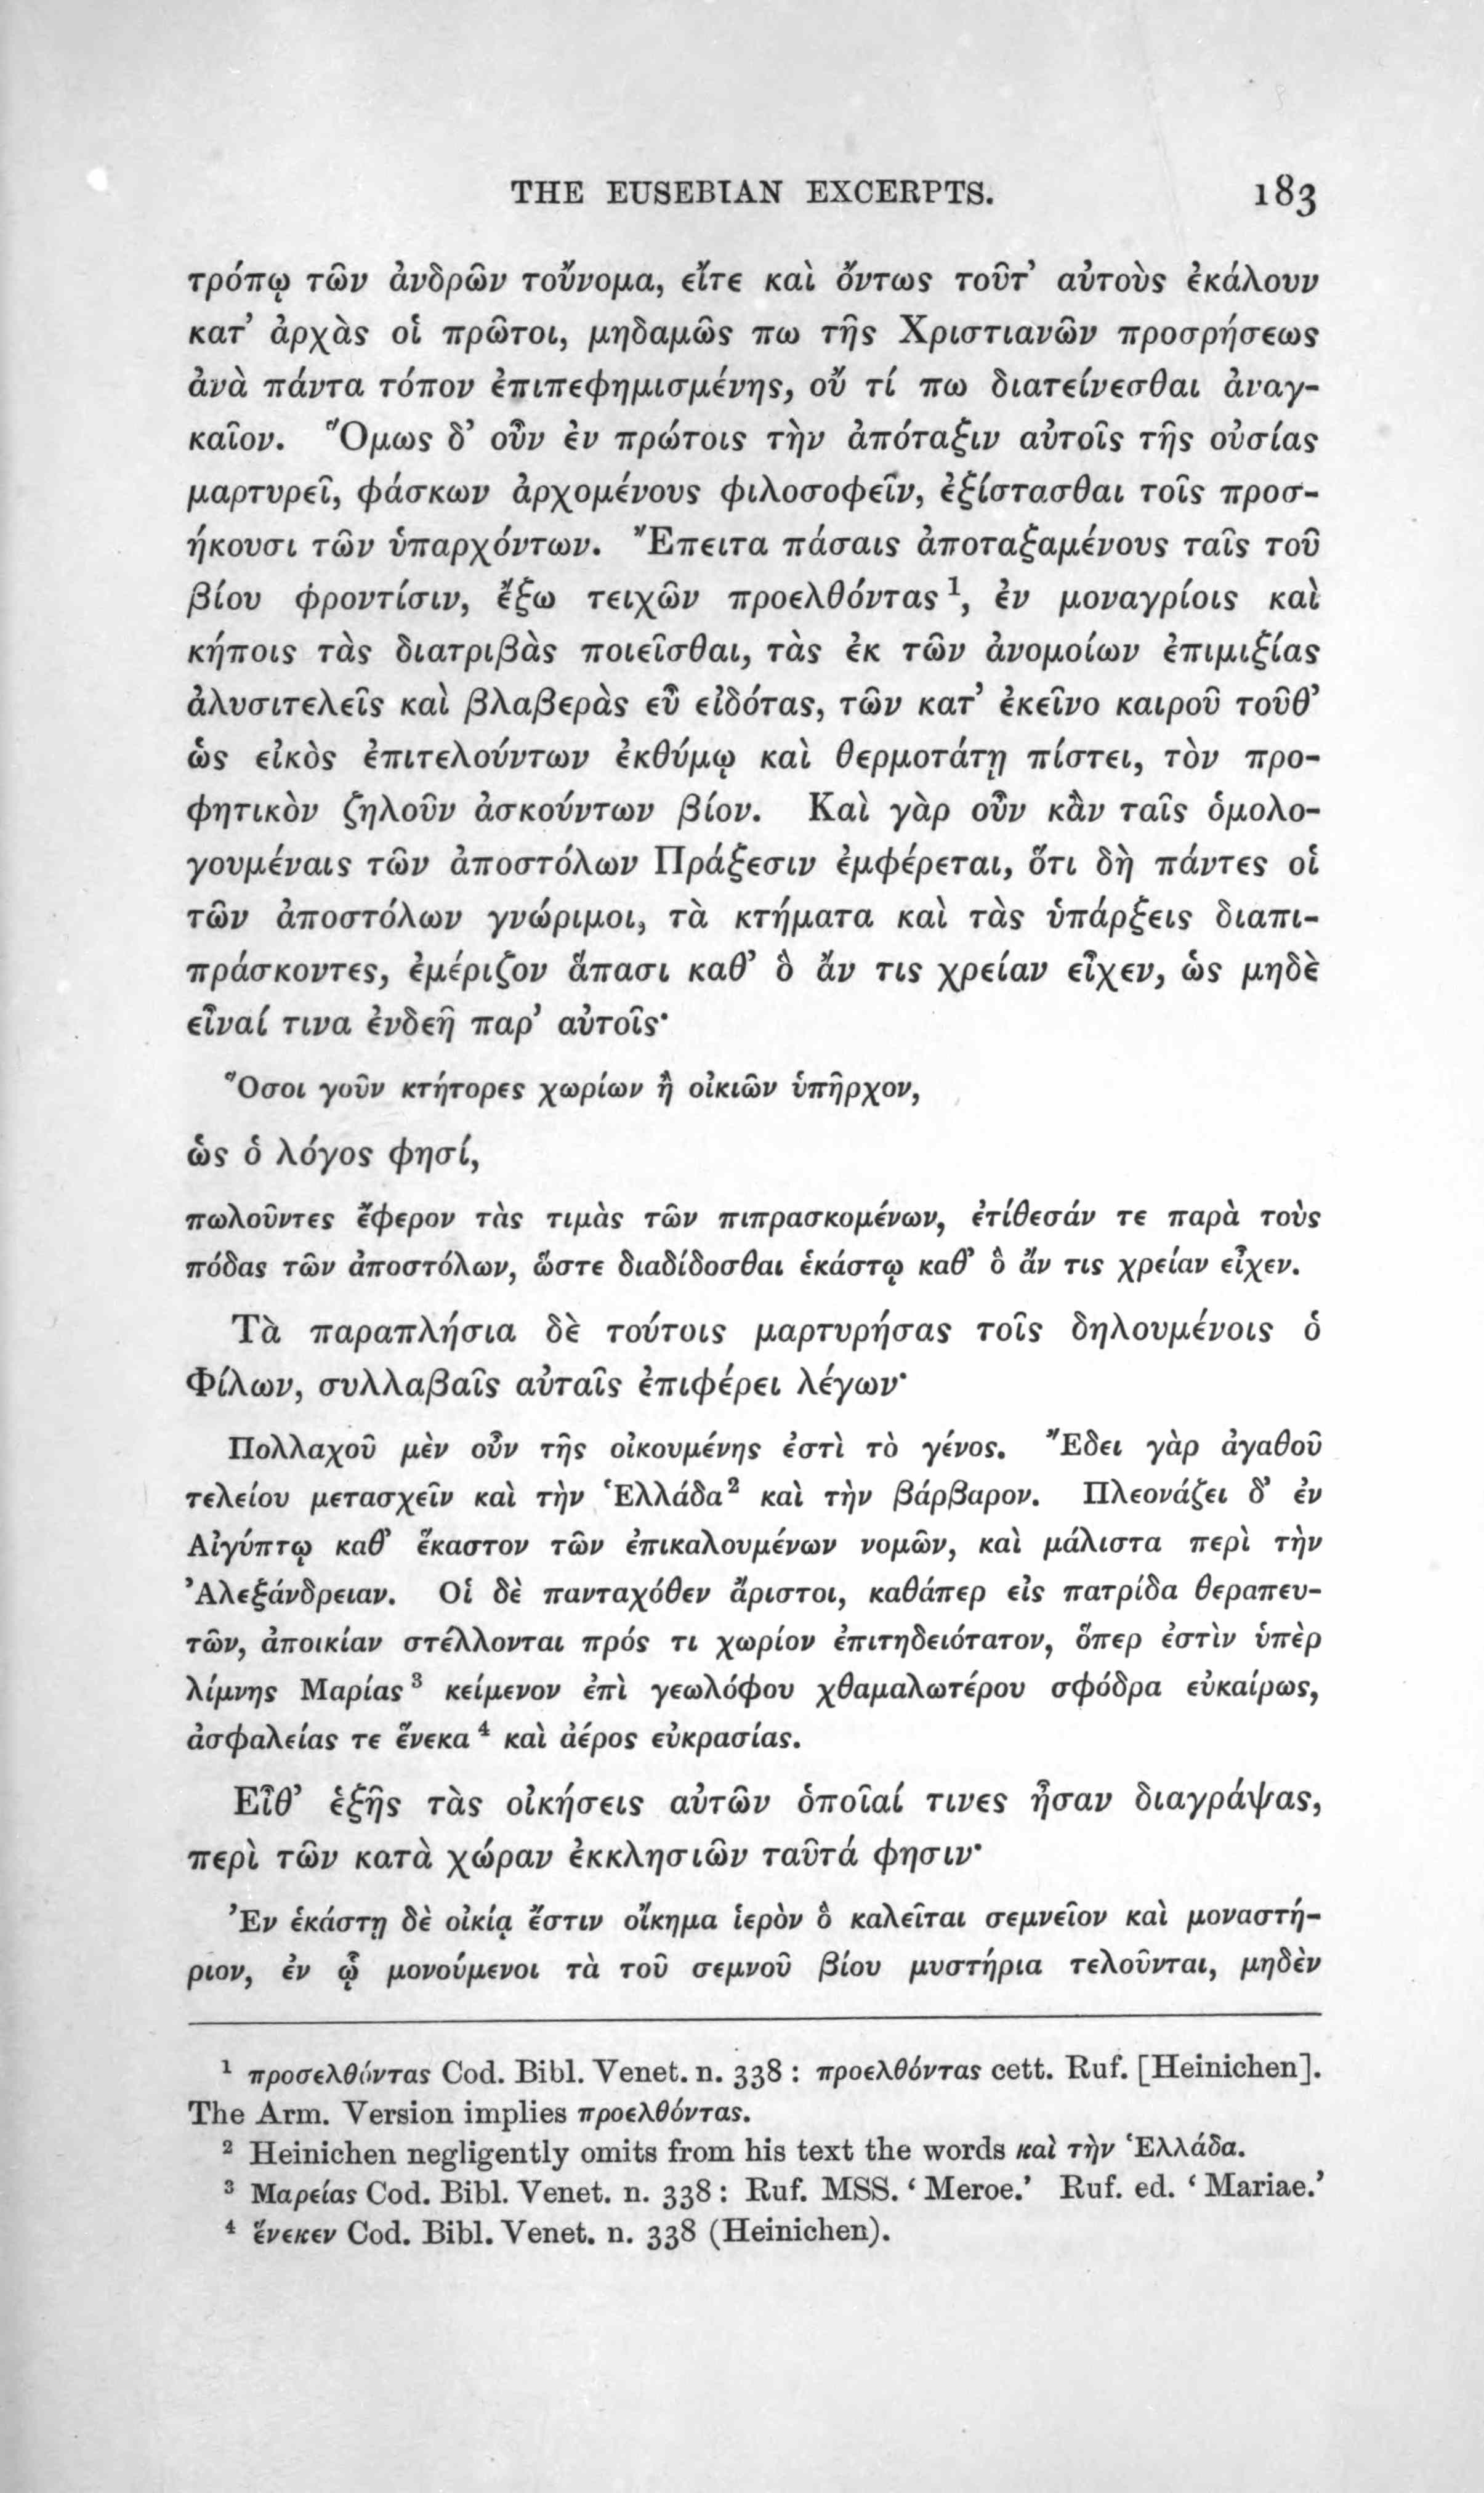 THE EUSEBIAN EXCERPTS. 183
τρόπῳ τῶν ἀνδρῶν τοὔνομα, εἴτε καὶ ὄντως τοῦτ’ αὐτοὺς ἐκάλουν
κατ’ ἀρχὰς οἱ πρῶτοι, μηδαμῶς πω τῆς Χριστιανῶν προσρήσεως
ἀνὰ πάντα τόπον ἐπιπεφημισμένης, οὔ τί πω διατείνεσθαι ἀναγ-
καῖον. Ὅμως δ’ οὖν ἐν πρώτοις τὴν ἀπόταξιν αὐτοῖς τῆς οὐσίας
μαρτυρεῖ, φάσκων ἀρχομένους φιλοσοφεῖν, ἐξίστασθαι τοῖς προσ-
ήκουσι τῶν ὑπαρχόντων. Ἔπειτα πάσαις ἀποταξαμένους ταῖς τοῦ
βίου φροντίσιν, ἔξω τειχῶν προελθόντας ¹, ἐν μοναγρίοις καὶ
κήποις τὰς διατριβὰς ποιεῖσθαι, τὰς ἐκ τῶν ἀνομοίων ἐπιμιξίας
ἀλυσιτελεῖς καὶ βλαβερὰς εὖ εἰδότας, τῶν κατ’ ἐκεῖνο καιροῦ τοῦθ’
ὡς εἰκὸς ἐπιτελούντων ἐκθύμῳ καὶ θερμοτάτῃ πίστει, τὸν προ-
φητικὸν ζηλοῦν ἀσκούντων βίον. Καὶ γὰρ οὖν κἂν ταῖς ὁμολο-
γουμέναις τῶν ἀποστόλων Πράξεσιν ἐμφέρεται, ὅτι δὴ πάντες οἱ
τῶν ἀποστόλων γνώριμοι, τὰ κτήματα καὶ τὰς ὑπάρξεις διαπι-
πράσκοντες, ἐμέριζον ἅπασι καθ’ ὃ ἄν τις χρείαν εἶχεν, ὡς μηδὲ
εἶναί τινα ἐνδεῆ παρ’ αὐτοῖς·
Ὅσοι γοῦν κτήτορες χωρίων ἢ οἰκιῶν ὑπῆρχον,
ὡς ὁ λόγος φησί,
πωλοῦντες ἔφερον τὰς τιμὰς τῶν πιπρασκομένων, ἐτίθεσάν τε παρὰ τοὺς
πόδας τῶν ἀποστόλων, ὥστε διαδίδοσθαι ἑκάστῳ καθ’ ὃ ἄν τις χρείαν εἶχεν.
Τὰ παραπλήσια δὲ τούτοις μαρτυρήσας τοῖς δηλουμένοις ὁ
Φίλων, συλλαβαῖς αὐταῖς ἐπιφέρει λέγων·
Πολλαχοῦ μὲν οὖν τῆς οἰκουμένης ἐστὶ τὸ γένος. Ἔδει γὰρ ἀγαθοῦ
τελείου μετασχεῖν καὶ τὴν Ἑλλάδα² καὶ τὴν βάρβαρον. Πλεονάζει δ’ ἐν
Αἰγύπτῳ καθ’ ἕκαστον τῶν ἐπικαλουμένων νομῶν, καὶ μάλιστα περὶ τὴν
Ἀλεξάνδρειαν. Οἱ δὲ πανταχόθεν ἄριστοι, καθάπερ εἰς πατρίδα θεραπευ-
τῶν, ἀποικίαν στέλλονται πρός τι χωρίον ἐπιτηδειότατον, ὅπερ ἐστὶν ὑπὲρ
λίμνης Μαρίας ³ κείμενον ἐπὶ γεωλόφου χθαμαλωτέρου σφόδρα εὐκαίρως,
ἀσφαλείας τε ἕνεκα ⁴ καὶ ἀέρος εὐκρασίας.
Εἶθ’ ἑξῆς τὰς οἰκήσεις αὐτῶν ὁποῖαί τινες ἦσαν διαγράψας,
περὶ τῶν κατὰ χώραν ἐκκλησιῶν ταῦτά φησιν·
Ἐν ἑκάστῃ δὲ οἰκίᾳ ἔστιν οἴκημα ἱερὸν ὃ καλεῖται σεμνεῖον καὶ μοναστή-
ριον, ἐν ᾧ μονούμενοι τὰ τοῦ σεμνοῦ βίου μυστήρια τελοῦνται, μηδὲν
¹ προσελθόντας Cod. Bibl. Venet. n. 338 : προελθόντας cett. Ruf. [Heinichen].
The Arm. Version implies προελθόντας.
² Heinichen negligently omits from his text the words καὶ τὴν Ἑλλάδα.
³ Μαρείας Cod. Bibl. Venet. n. 338 : Ruf. MSS. ‘ Meroe.’ Ruf. ed. ‘ Mariae.’
⁴ ἕνεκεν Cod. Bibl. Venet. n. 338 (Heinichen).